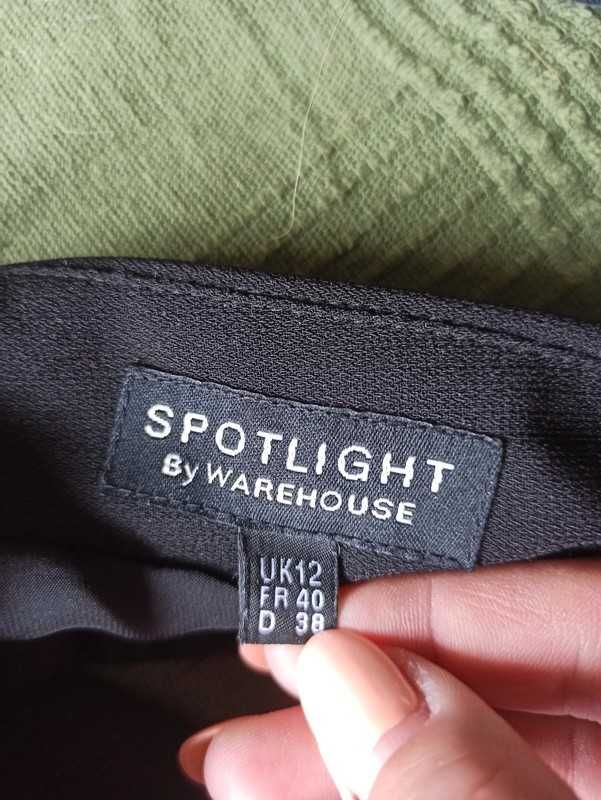 SPOTLIGHT
By WAREHOUSE
UK12
FR 40
D 38